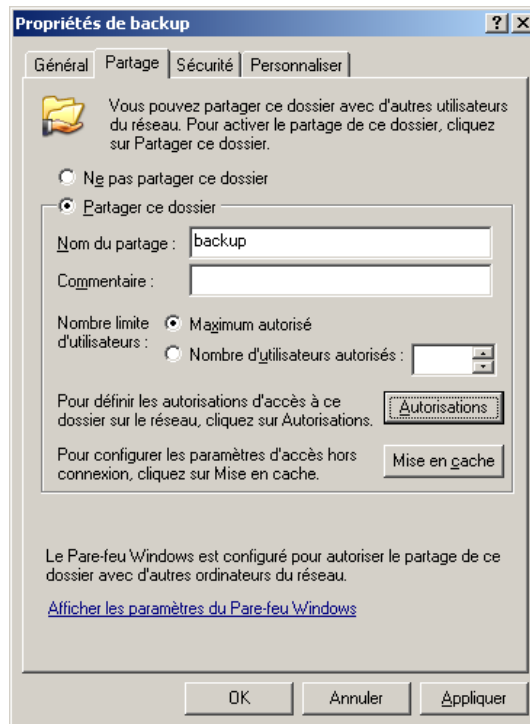 Propriétés de backup
Général
Partage
Sécurité
Personnaliser
Vous pouvez partager ce dossier avec d'autres utilisateurs
du réseau. Pour activer le partage de ce dossier, cliquez
sur Partager ce dossier.
Ne pas partager ce dossier
Partager ce dossier
Nom du partage : backup
Commentaire :
Nombre limite
d'utilisateurs :
Maximum autorisé
Nombre d'utilisateurs autorisés :
Pour définir les autorisations d'accès à ce
dossier sur le réseau, cliquez sur Autorisations.
Autorisations
Pour configurer les paramètres d'accès hors
connexion, cliquez sur Mise en cache.
Mise en cache
Le Pare-feu Windows est configuré pour autoriser le partage de ce
dossier avec d'autres ordinateurs du réseau.
Afficher les paramètres du Pare-feu Windows
OK
Annuler
Appliquer